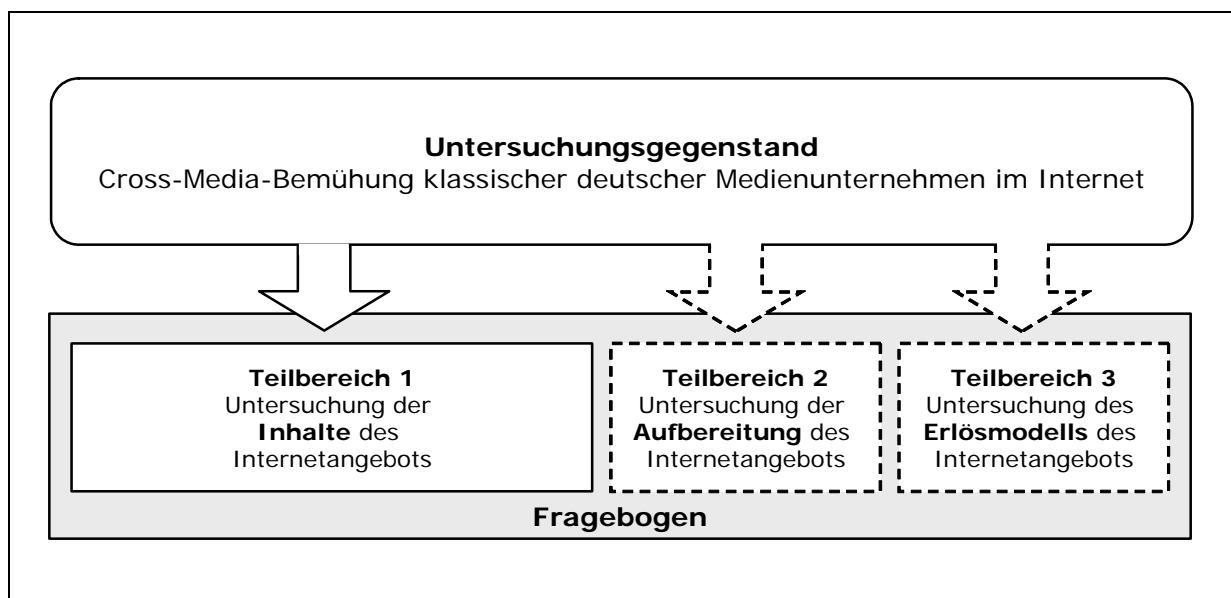 Untersuchungsgegenstand
Cross-Media-Bemühung klassischer deutscher Medienunternehmen im Internet
Teilbereich 1
Untersuchung der
Inhalte des
Internetangebots
Teilbereich 2
Untersuchung der
Aufbereitung des
Internetangebots
Teilbereich 3
Untersuchung des
Erlösmodells des
Internetangebots
Fragebogen